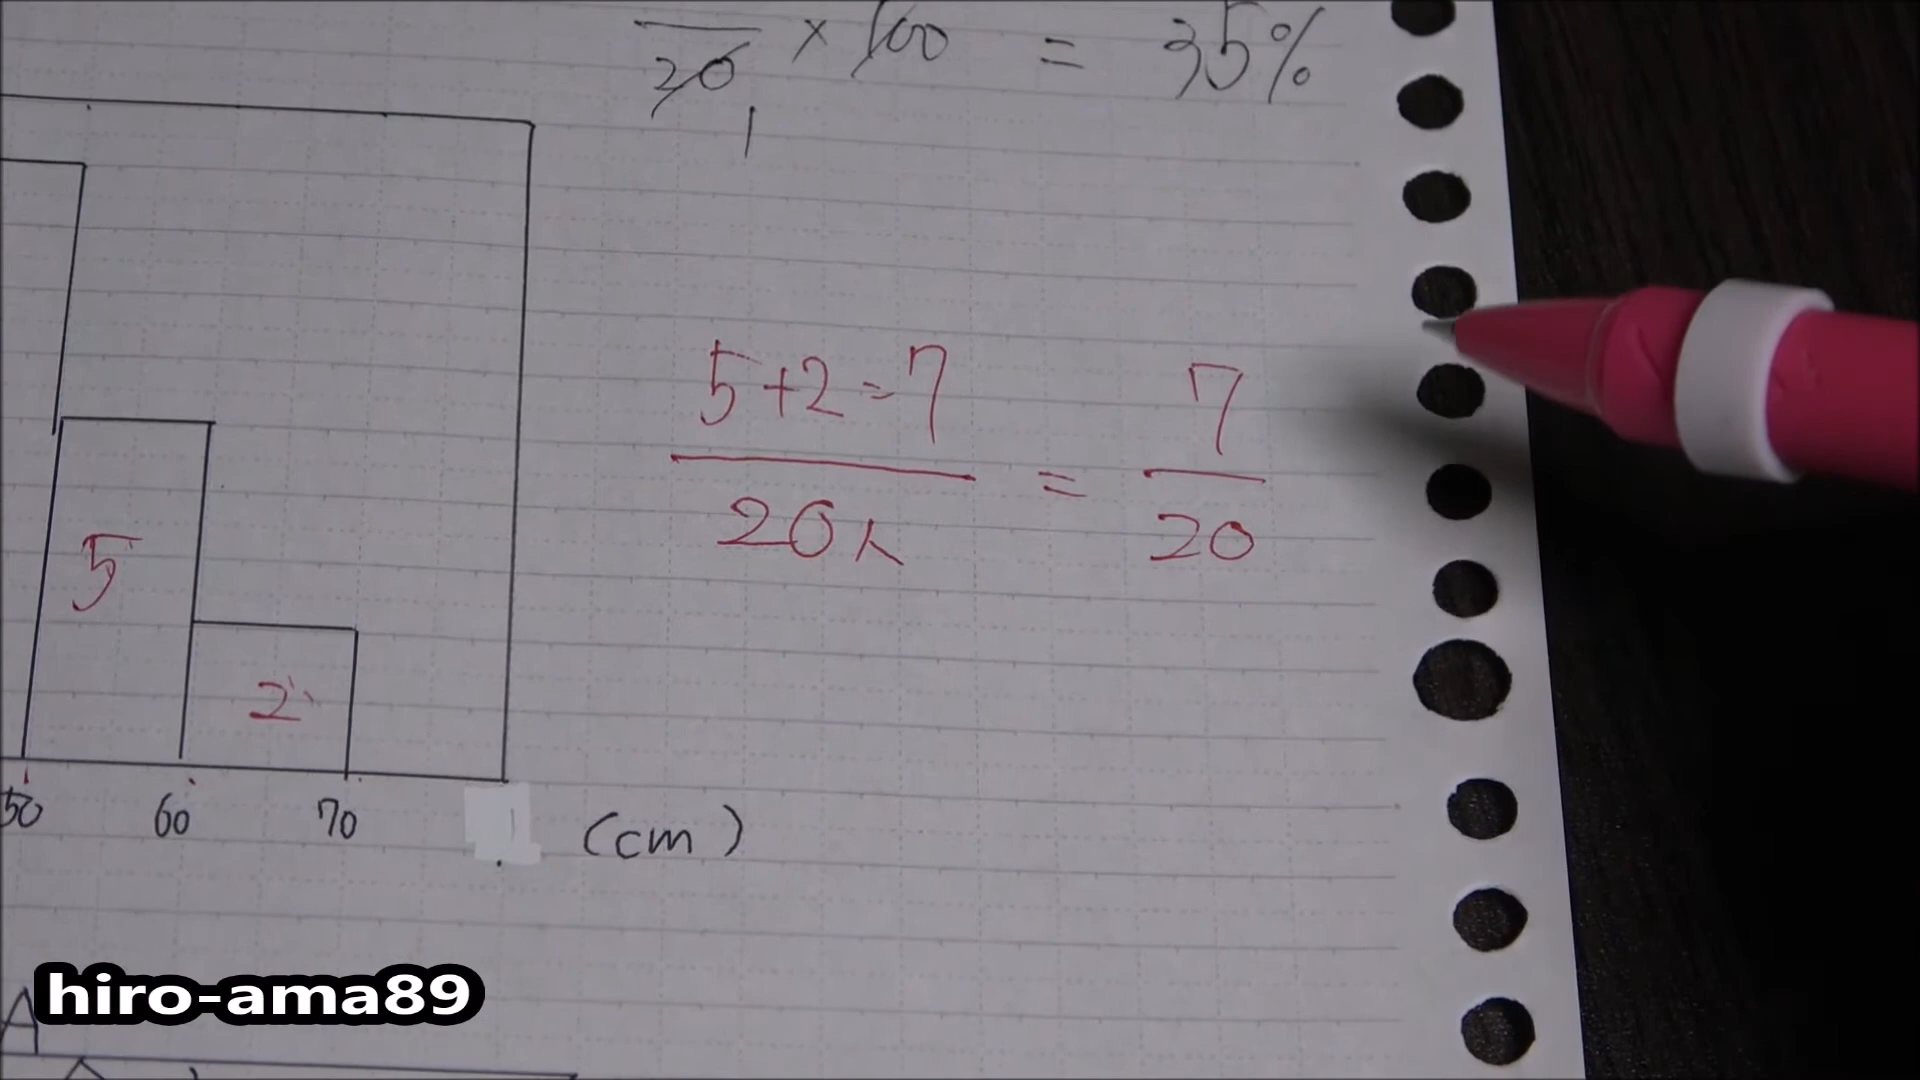 20 × 100 = 35%
1
5+2=7
20人 = 7
20
5
2
50 60 70 (cm)
hiro-ama89
A